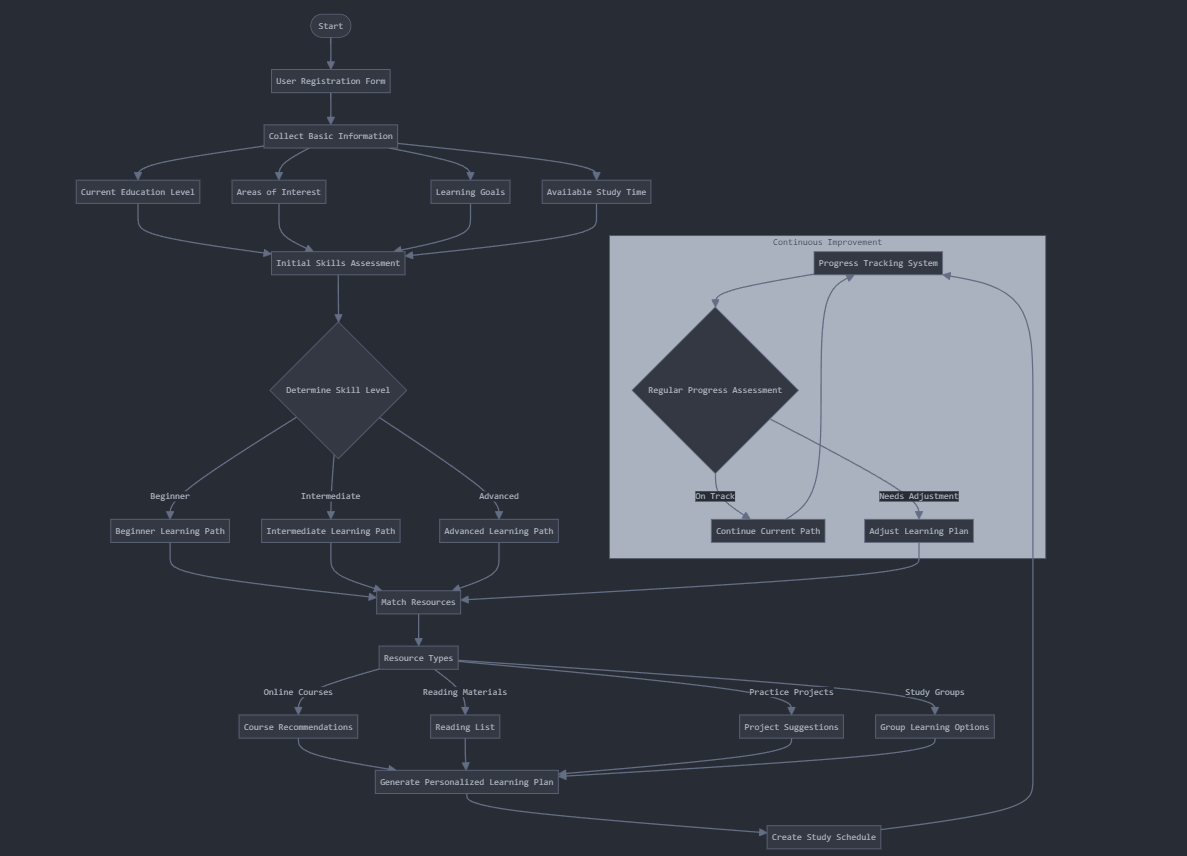 Start
User Registration Form
Collect Basic Information
Current Education Level
Areas of Interest
Learning Goals
Available Study Time
Initial Skills Assessment
Continuous Improvement
Progress Tracking System
Determine Skill Level
Regular Progress Assessment
Beginner
Intermediate
Advanced
On Track
Needs Adjustment
Beginner Learning Path
Intermediate Learning Path
Advanced Learning Path
Continue Current Path
Adjust Learning Plan
Match Resources
Resource Types
Online Courses
Reading Materials
Practice Projects
Study Groups
Course Recommendations
Reading List
Project Suggestions
Group Learning Options
Generate Personalized Learning Plan
Create Study Schedule